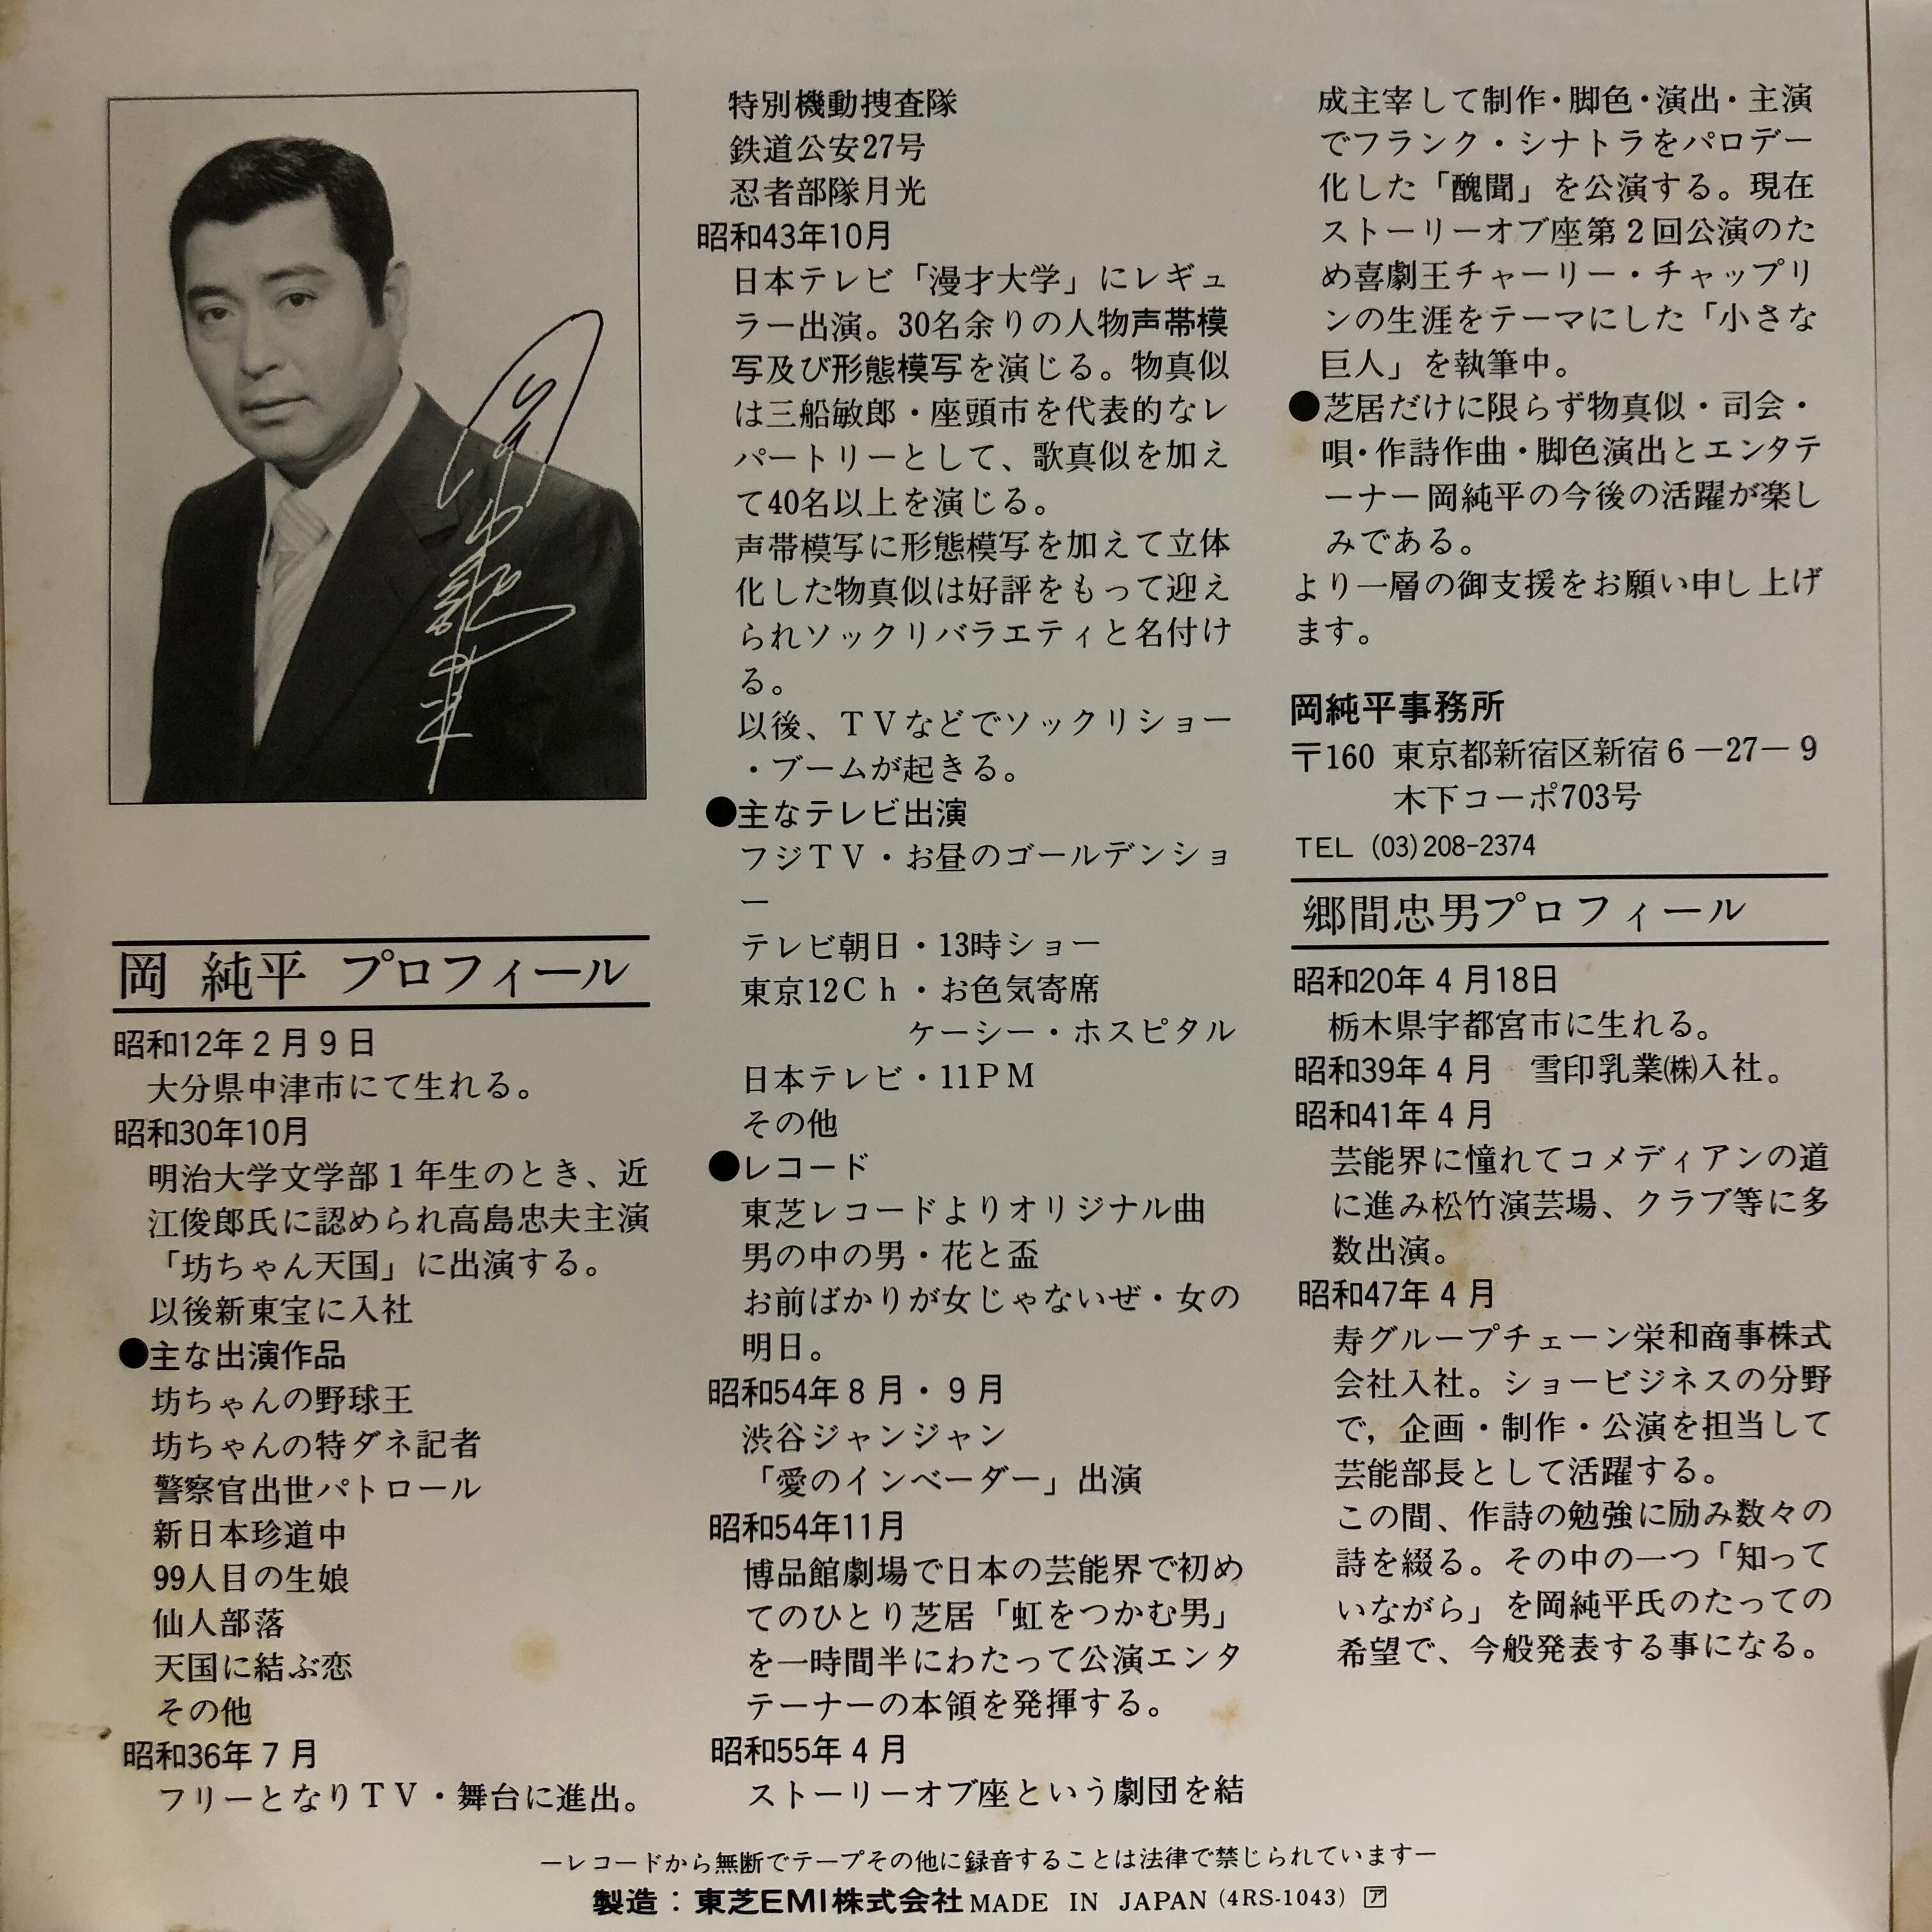 岡 純平 プロフィール
昭和12年2月9日
大分県中津市にて生れる。
昭和30年10月
明治大学文学部1年生のとき、近
江俊郎氏に認められ高島忠夫主演
「坊ちゃん天国」に出演する。
以後新東宝に入社
●主な出演作品
坊ちゃんの野球王
坊ちゃんの特ダネ記者
警察官出世パトロール
新日本珍道中
99人目の生娘
仙人部落
天国に結ぶ恋
その他
昭和36年7月
フリーとなりTV・舞台に進出。
特別機動捜査隊
鉄道公安27号
忍者部隊月光
昭和43年10月
日本テレビ「漫才大学」にレギュ
ラー出演。30名余りの人物声帯模
写及び形態模写を演じる。物真似
は三船敏郎・座頭市を代表的なレ
パートリーとして、歌真似を加え
て40名以上を演じる。
声帯模写に形態模写を加えて立体
化した物真似は好評をもって迎え
られソックリバラエティと名付け
る。
以後、TVなどでソックリショー
・ブームが起きる。
●主なテレビ出演
フジTV・お昼のゴールデンショ
ー
テレビ朝日・13時ショー
東京12Ch・お色気寄席
ケーシー・ホスピタル
日本テレビ・11PM
その他
●レコード
東芝レコードよりオリジナル曲
男の中の男・花と盃
お前ばかりが女じゃないぜ・女の
明日。
昭和54年8月・9月
渋谷ジャンジャン
「愛のインベーダー」出演
昭和54年11月
博品館劇場で日本の芸能界で初め
てのひとり芝居「虹をつかむ男」
を一時間半にわたって公演エンタ
テーナーの本領を発揮する。
昭和55年4月
ストーリーオブ座という劇団を結
成主宰して制作・脚色・演出・主演
でフランク・シナトラをパロデー
化した「醜聞」を公演する。現在
ストーリーオブ座第2回公演のた
め喜劇王チャーリー・チャップリ
ンの生涯をテーマにした「小さな
巨人」を執筆中。
●芝居だけに限らず物真似・司会・
唄・作詩作曲・脚色演出とエンタテ
ーナー岡純平の今後の活躍が楽し
みである。
より一層の御支援をお願い申し上げ
ます。
岡純平事務所
〒160 東京都新宿区新宿6-27-9
木下コーポ703号
TEL (03)208-2374
郷間忠男プロフィール
昭和20年4月18日
栃木県宇都宮市に生れる。
昭和39年4月 雪印乳業㈱入社。
昭和41年4月
芸能界に憧れてコメディアンの道
に進み松竹演芸場、クラブ等に多
数出演。
昭和47年4月
寿グループチェーン栄和商事株式
会社入社。ショービジネスの分野
で，企画・制作・公演を担当して
芸能部長として活躍する。
この間、作詩の勉強に励み数々の
詩を綴る。その中の一つ「知って
いながら」を岡純平氏のたっての
希望で、今般発表する事になる。
ーレコードから無断でテープその他に録音することは法律で禁じられていますー
製造：東芝EMI株式会社 MADE IN JAPAN (4RS-1043) ア